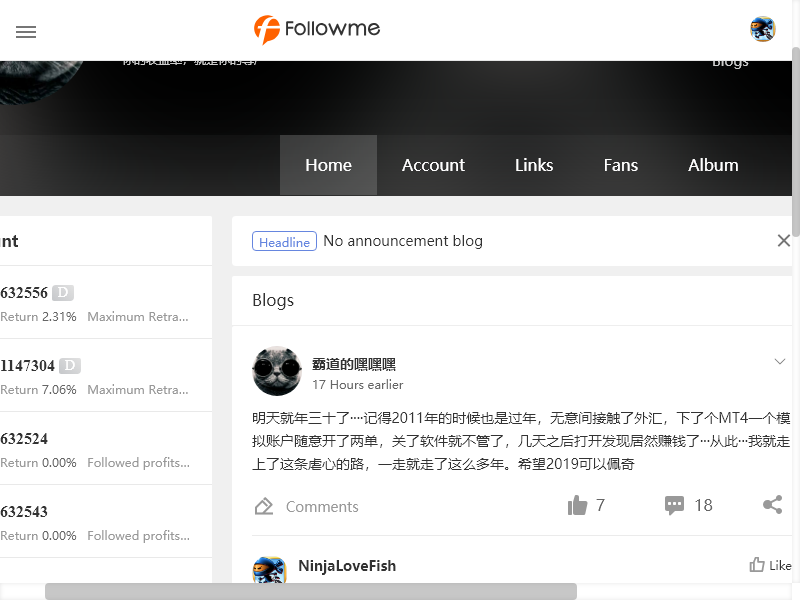 Followme
Blogs
Home
Account
Links
Fans
Album
nt
632556 D
Return 2.31% Maximum Retra...
1147304 D
Return 7.06% Maximum Retra...
632524
Return 0.00% Followed profits...
632543
Return 0.00% Followed profits...
Headline No announcement blog
Blogs
霸道的嘿嘿嘿
17 Hours earlier
明天就年三十了····记得2011年的时候也是过年，无意间接触了外汇，下了个MT4一个模
拟账户随意开了两单，关了软件就不管了，几天之后打开发现居然赚钱了···从此···我就走
上了这条虐心的路，一走就走了这么多年。希望2019可以佩奇
Comments
7
18
NinjaLoveFish
Like